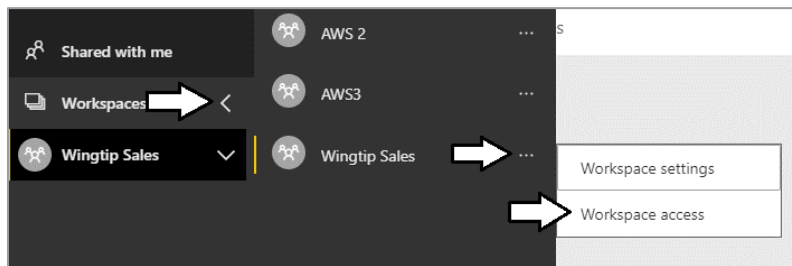 Shared with me
Workspaces
Wingtip Sales
AWS 2
AWS3
Wingtip Sales
s
Workspace settings
Workspace access